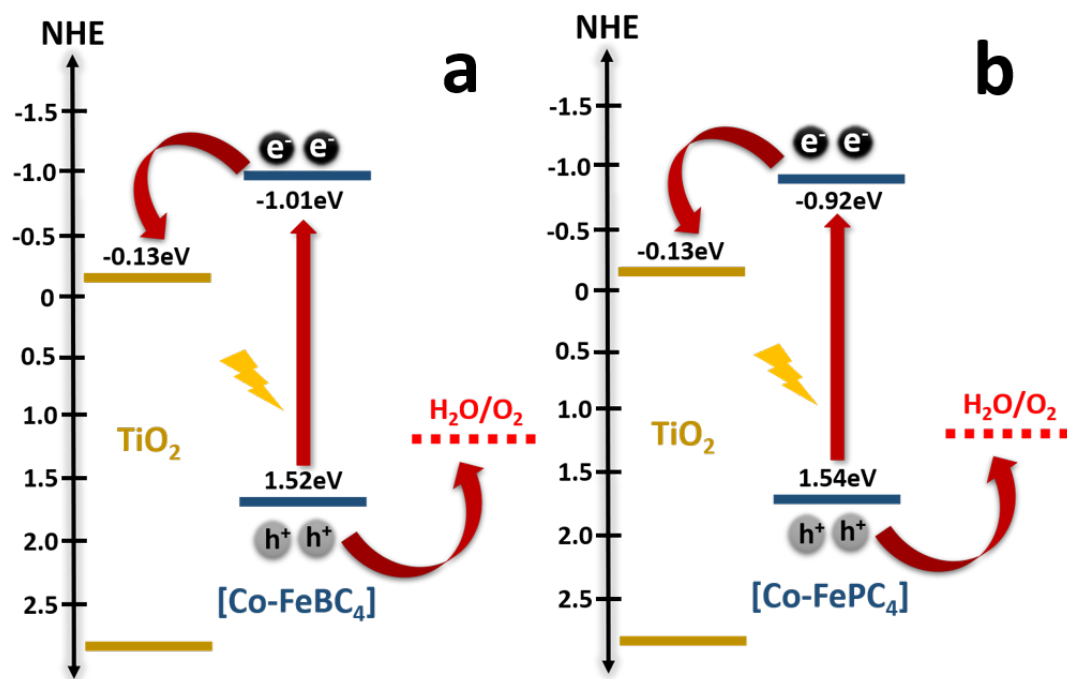 NHE
a
-1.5
-1.0
-0.5
0
0.5
1.0
1.5
2.0
2.5
e⁻ e⁻
-1.01eV
-0.13eV
TiO₂
H₂O/O₂
1.52eV
h⁺ h⁺
[Co-FeBC₄]
NHE
b
-1.5
-1.0
-0.5
0
0.5
1.0
1.5
2.0
2.5
e⁻ e⁻
-0.92eV
-0.13eV
TiO₂
H₂O/O₂
1.54eV
h⁺ h⁺
[Co-FePC₄]